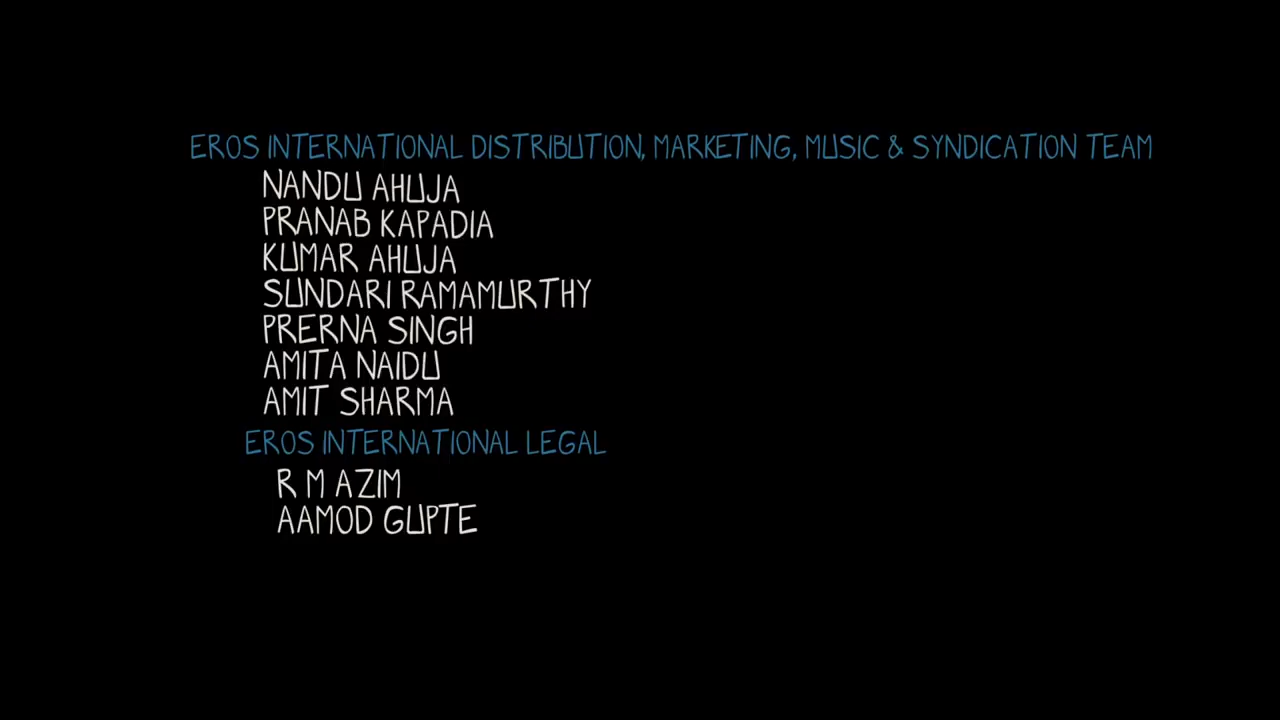 EROS INTERNATIONAL DISTRIBUTION, MARKETING, MUSIC & SYNDICATION TEAM
NANDU AHUJA
PRANAB KAPADIA
KUMAR AHUJA
SUNDARI RAMAMURTHY
PRERNA SINGH
AMITA NAIDU
AMIT SHARMA
EROS INTERNATIONAL LEGAL
R M AZIM
AAMOD GUPTE